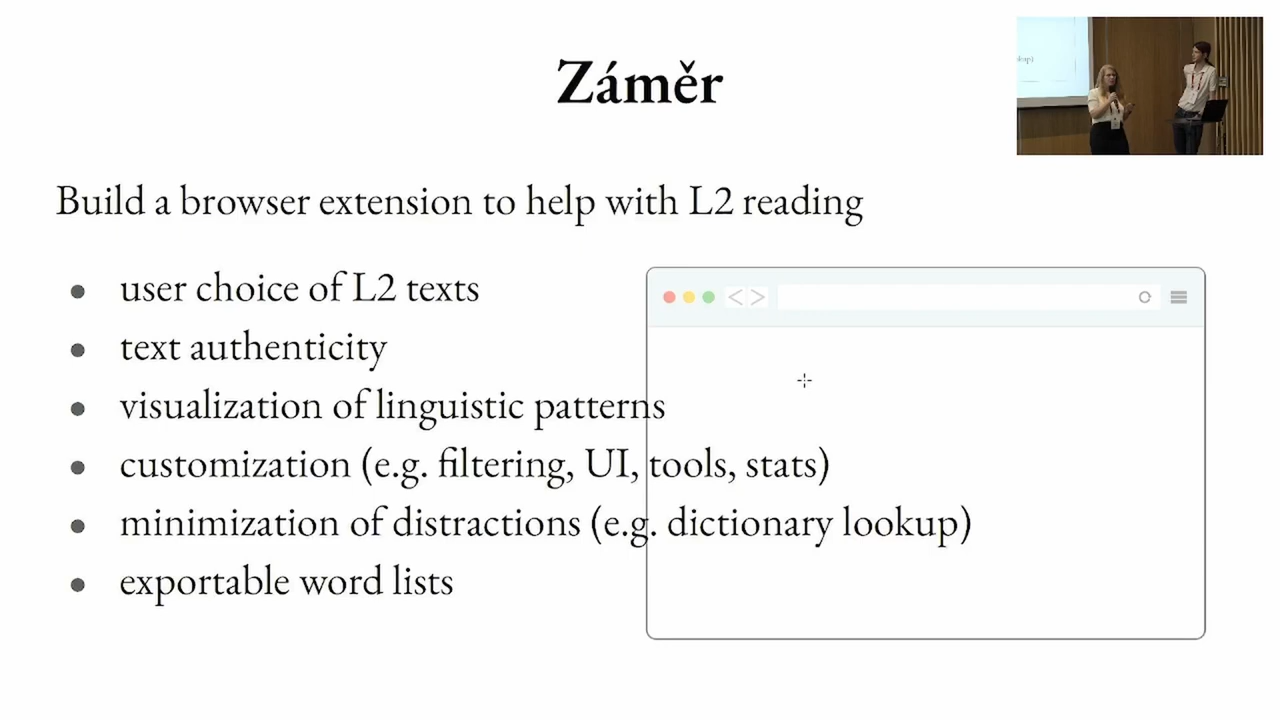 Záměr
Build a browser extension to help with L2 reading
● user choice of L2 texts
● text authenticity
● visualization of linguistic patterns
● customization (e.g. filtering, UI, tools, stats)
● minimization of distractions (e.g. dictionary lookup)
● exportable word lists